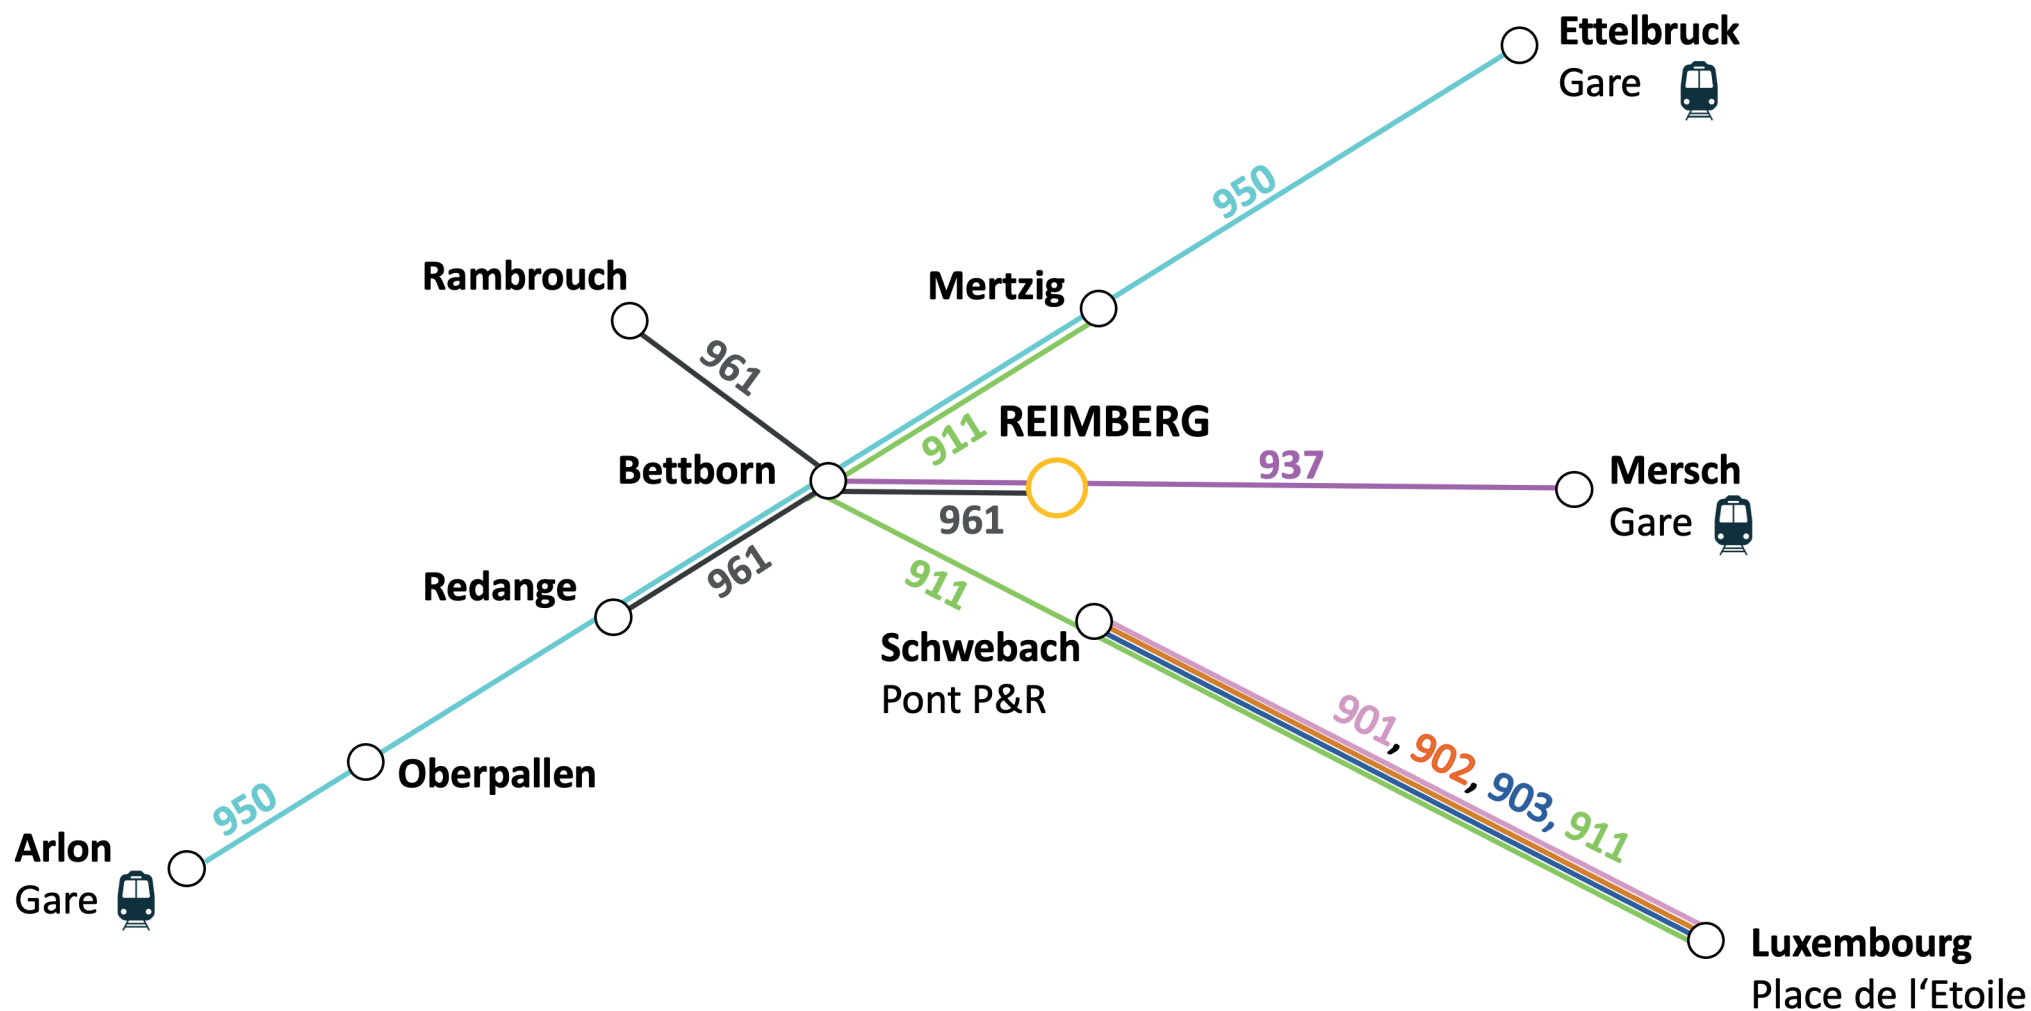 Ettelbruck
Gare
950
Rambrouch
Mertzig
961
911
REIMBERG
Bettborn
937
Mersch
Gare
961
961
911
Redange
Schwebach
Pont P&R
901, 902, 903, 911
Oberpallen
950
Arlon
Gare
Luxembourg
Place de l‘Etoile